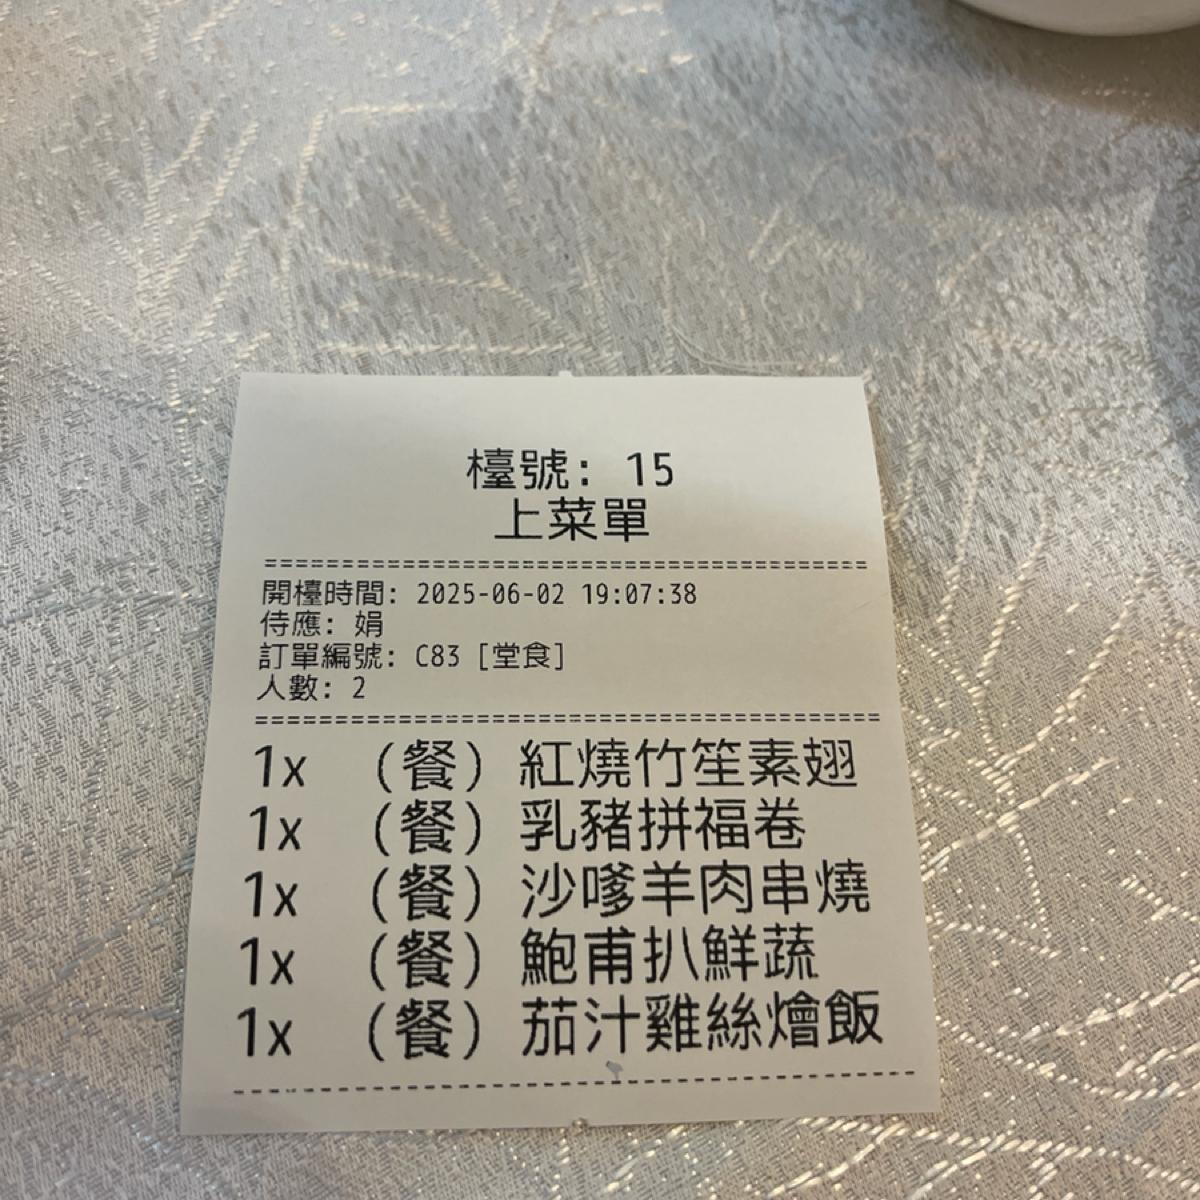 檯號: 15
上菜單
================================================
開檯時間: 2025-06-02 19:07:38
侍應: 娟
訂單編號: C83 [堂食]
人數: 2
================================================
1x (餐) 紅燒竹笙素翅
1x (餐) 乳豬拼福卷
1x (餐) 沙嗲羊肉串燒
1x (餐) 鮑甫扒鮮蔬
1x (餐) 茄汁雞絲燴飯
------------------------------------------------